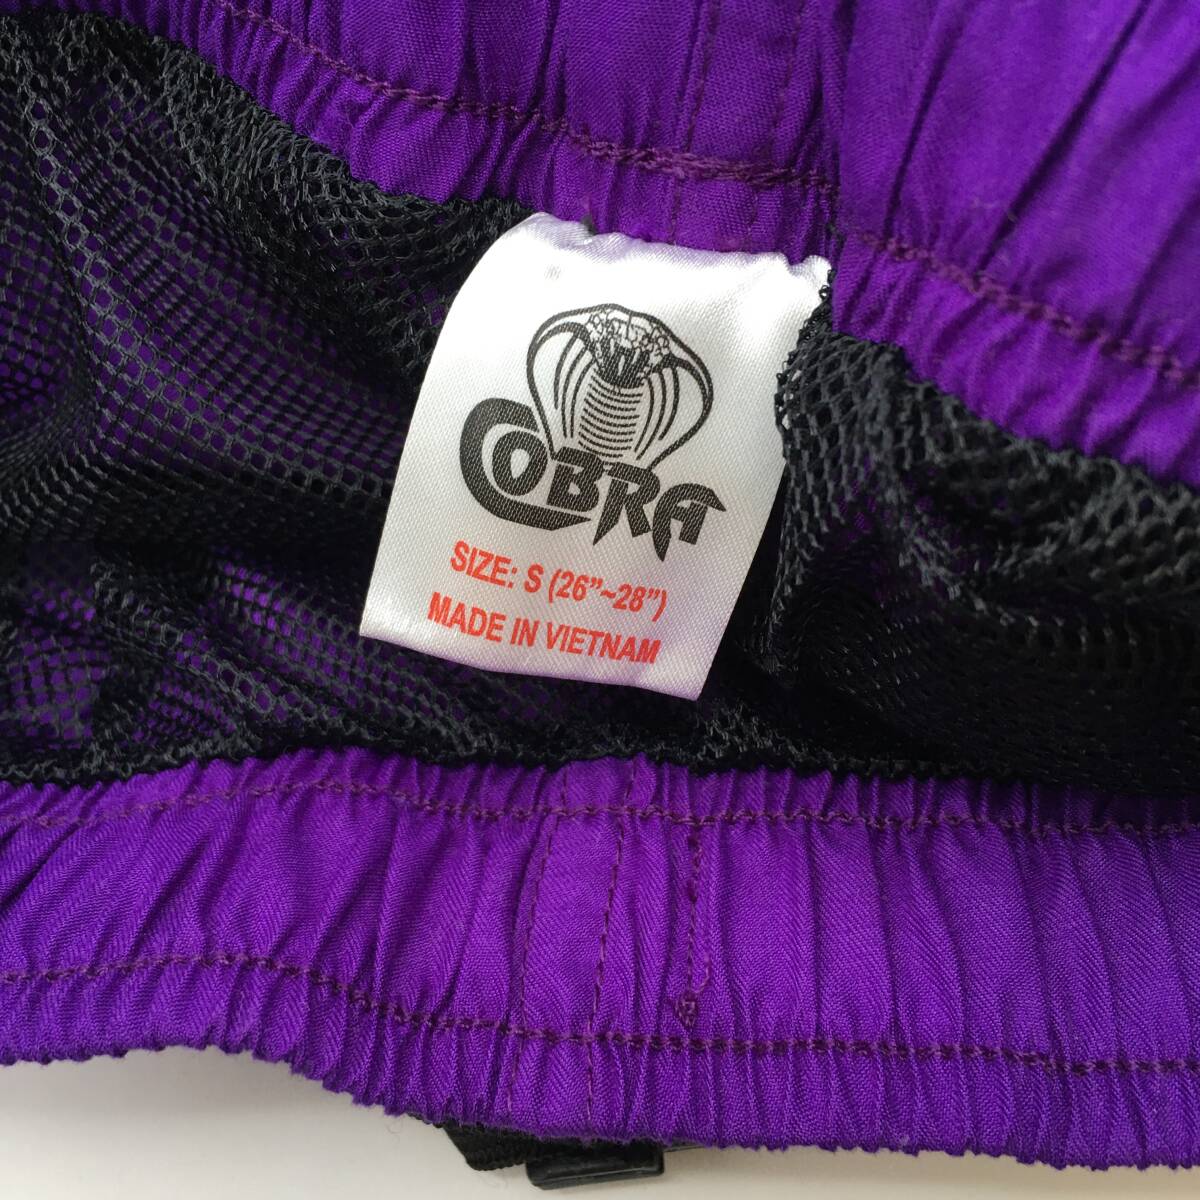 COBRA
SIZE: S (26”~28”)
MADE IN VIETNAM